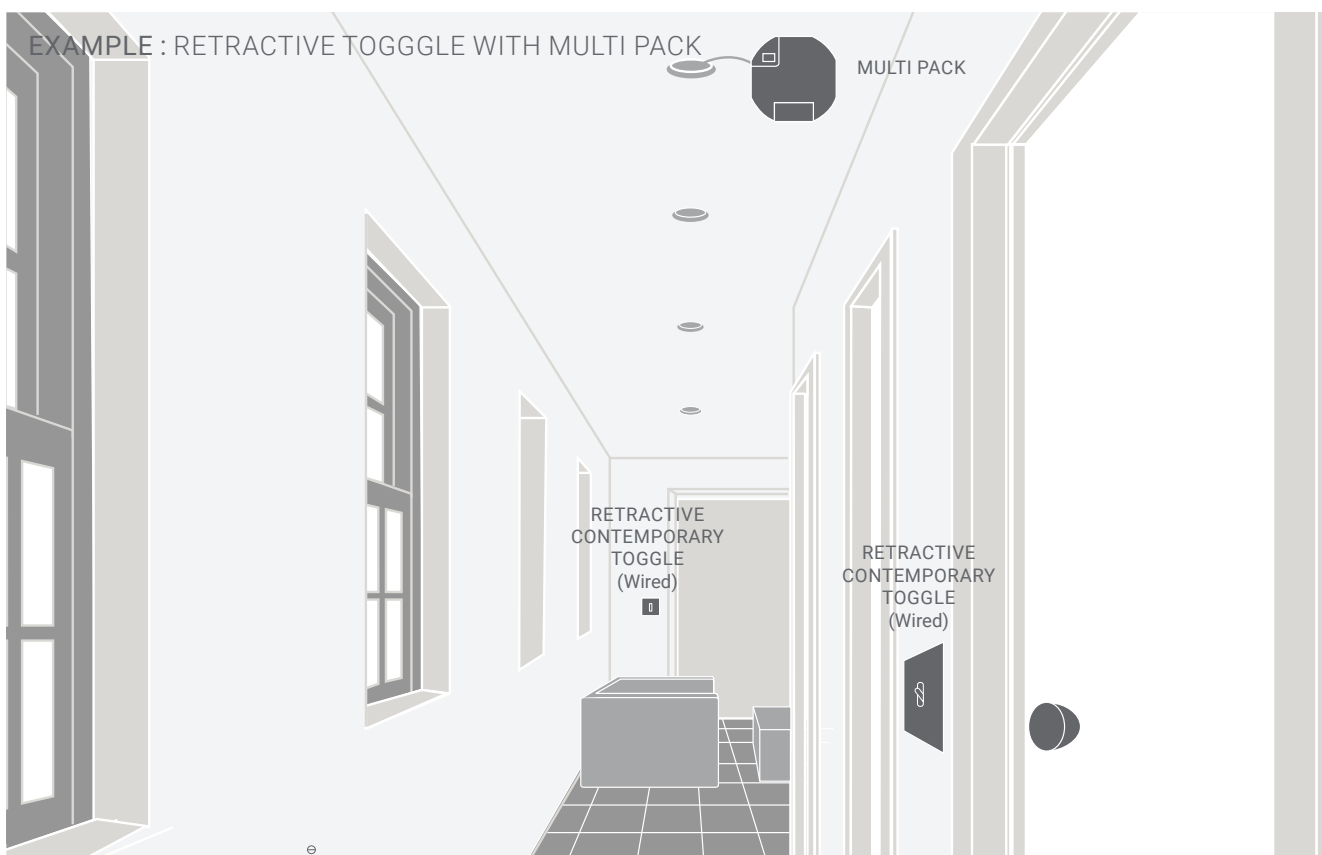 EXAMPLE : RETRACTIVE TOGGGLE WITH MULTI PACK
MULTI PACK
RETRACTIVE
CONTEMPORARY
TOGGLE
(Wired)
RETRACTIVE
CONTEMPORARY
TOGGLE
(Wired)